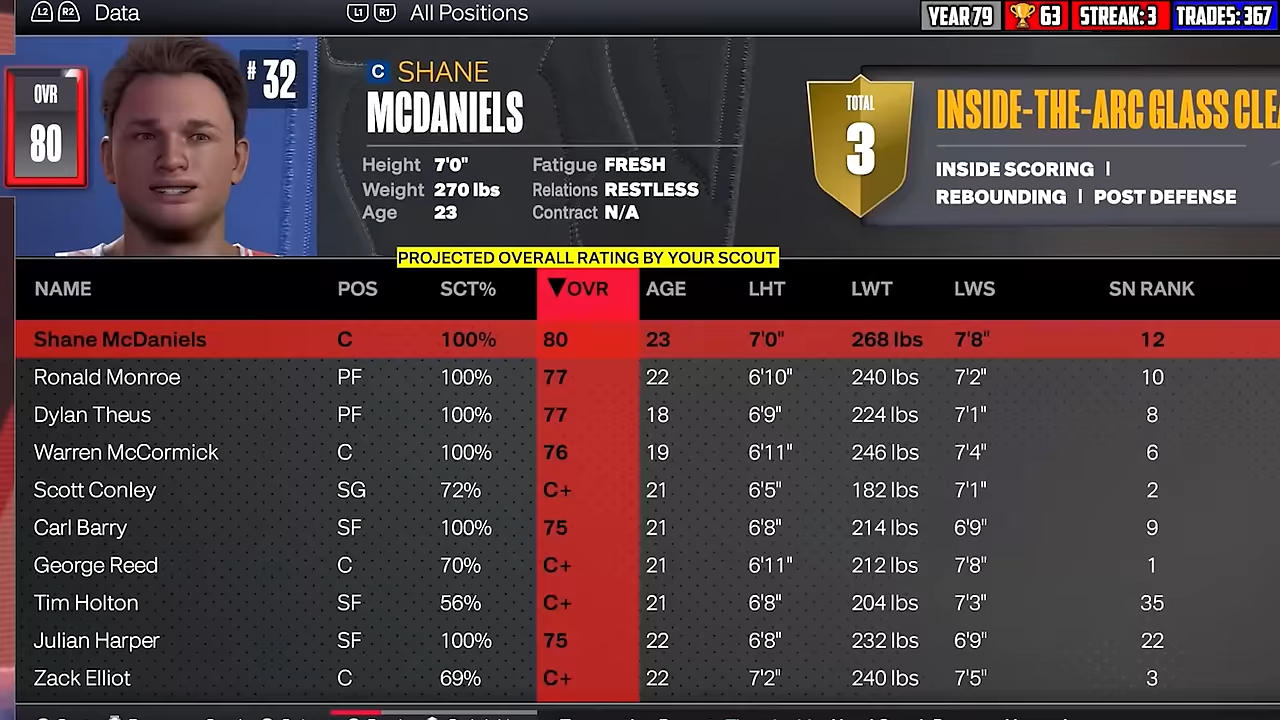 L2 R2 Data L1 R1 All Positions YEAR 79 63 STREAK: 3 TRADES: 367
OVR
80
# 32
C SHANE
MCDANIELS
Height 7'0" Fatigue FRESH
Weight 270 lbs Relations RESTLESS
Age 23 Contract N/A
TOTAL
3
INSIDE-THE-ARC GLASS
INSIDE SCORING |
REBOUNDING | POST DEFENSE
PROJECTED OVERALL RATING BY YOUR SCOUT
NAME POS SCT% ▼OVR AGE LHT LWT LWS SN RANK
Shane McDaniels C 100% 80 23 7'0" 268 lbs 7'8" 12
Ronald Monroe PF 100% 77 22 6'10" 240 lbs 7'2" 10
Dylan Theus PF 100% 77 18 6'9" 224 lbs 7'1" 8
Warren McCormick C 100% 76 19 6'11" 246 lbs 7'4" 6
Scott Conley SG 72% C+ 21 6'5" 182 lbs 7'1" 2
Carl Barry SF 100% 75 21 6'8" 214 lbs 6'9" 9
George Reed C 70% C+ 21 6'11" 212 lbs 7'8" 1
Tim Holton SF 56% C+ 21 6'8" 204 lbs 7'3" 35
Julian Harper SF 100% 75 22 6'8" 232 lbs 6'9" 22
Zack Elliot C 69% C+ 22 7'2" 240 lbs 7'5" 3